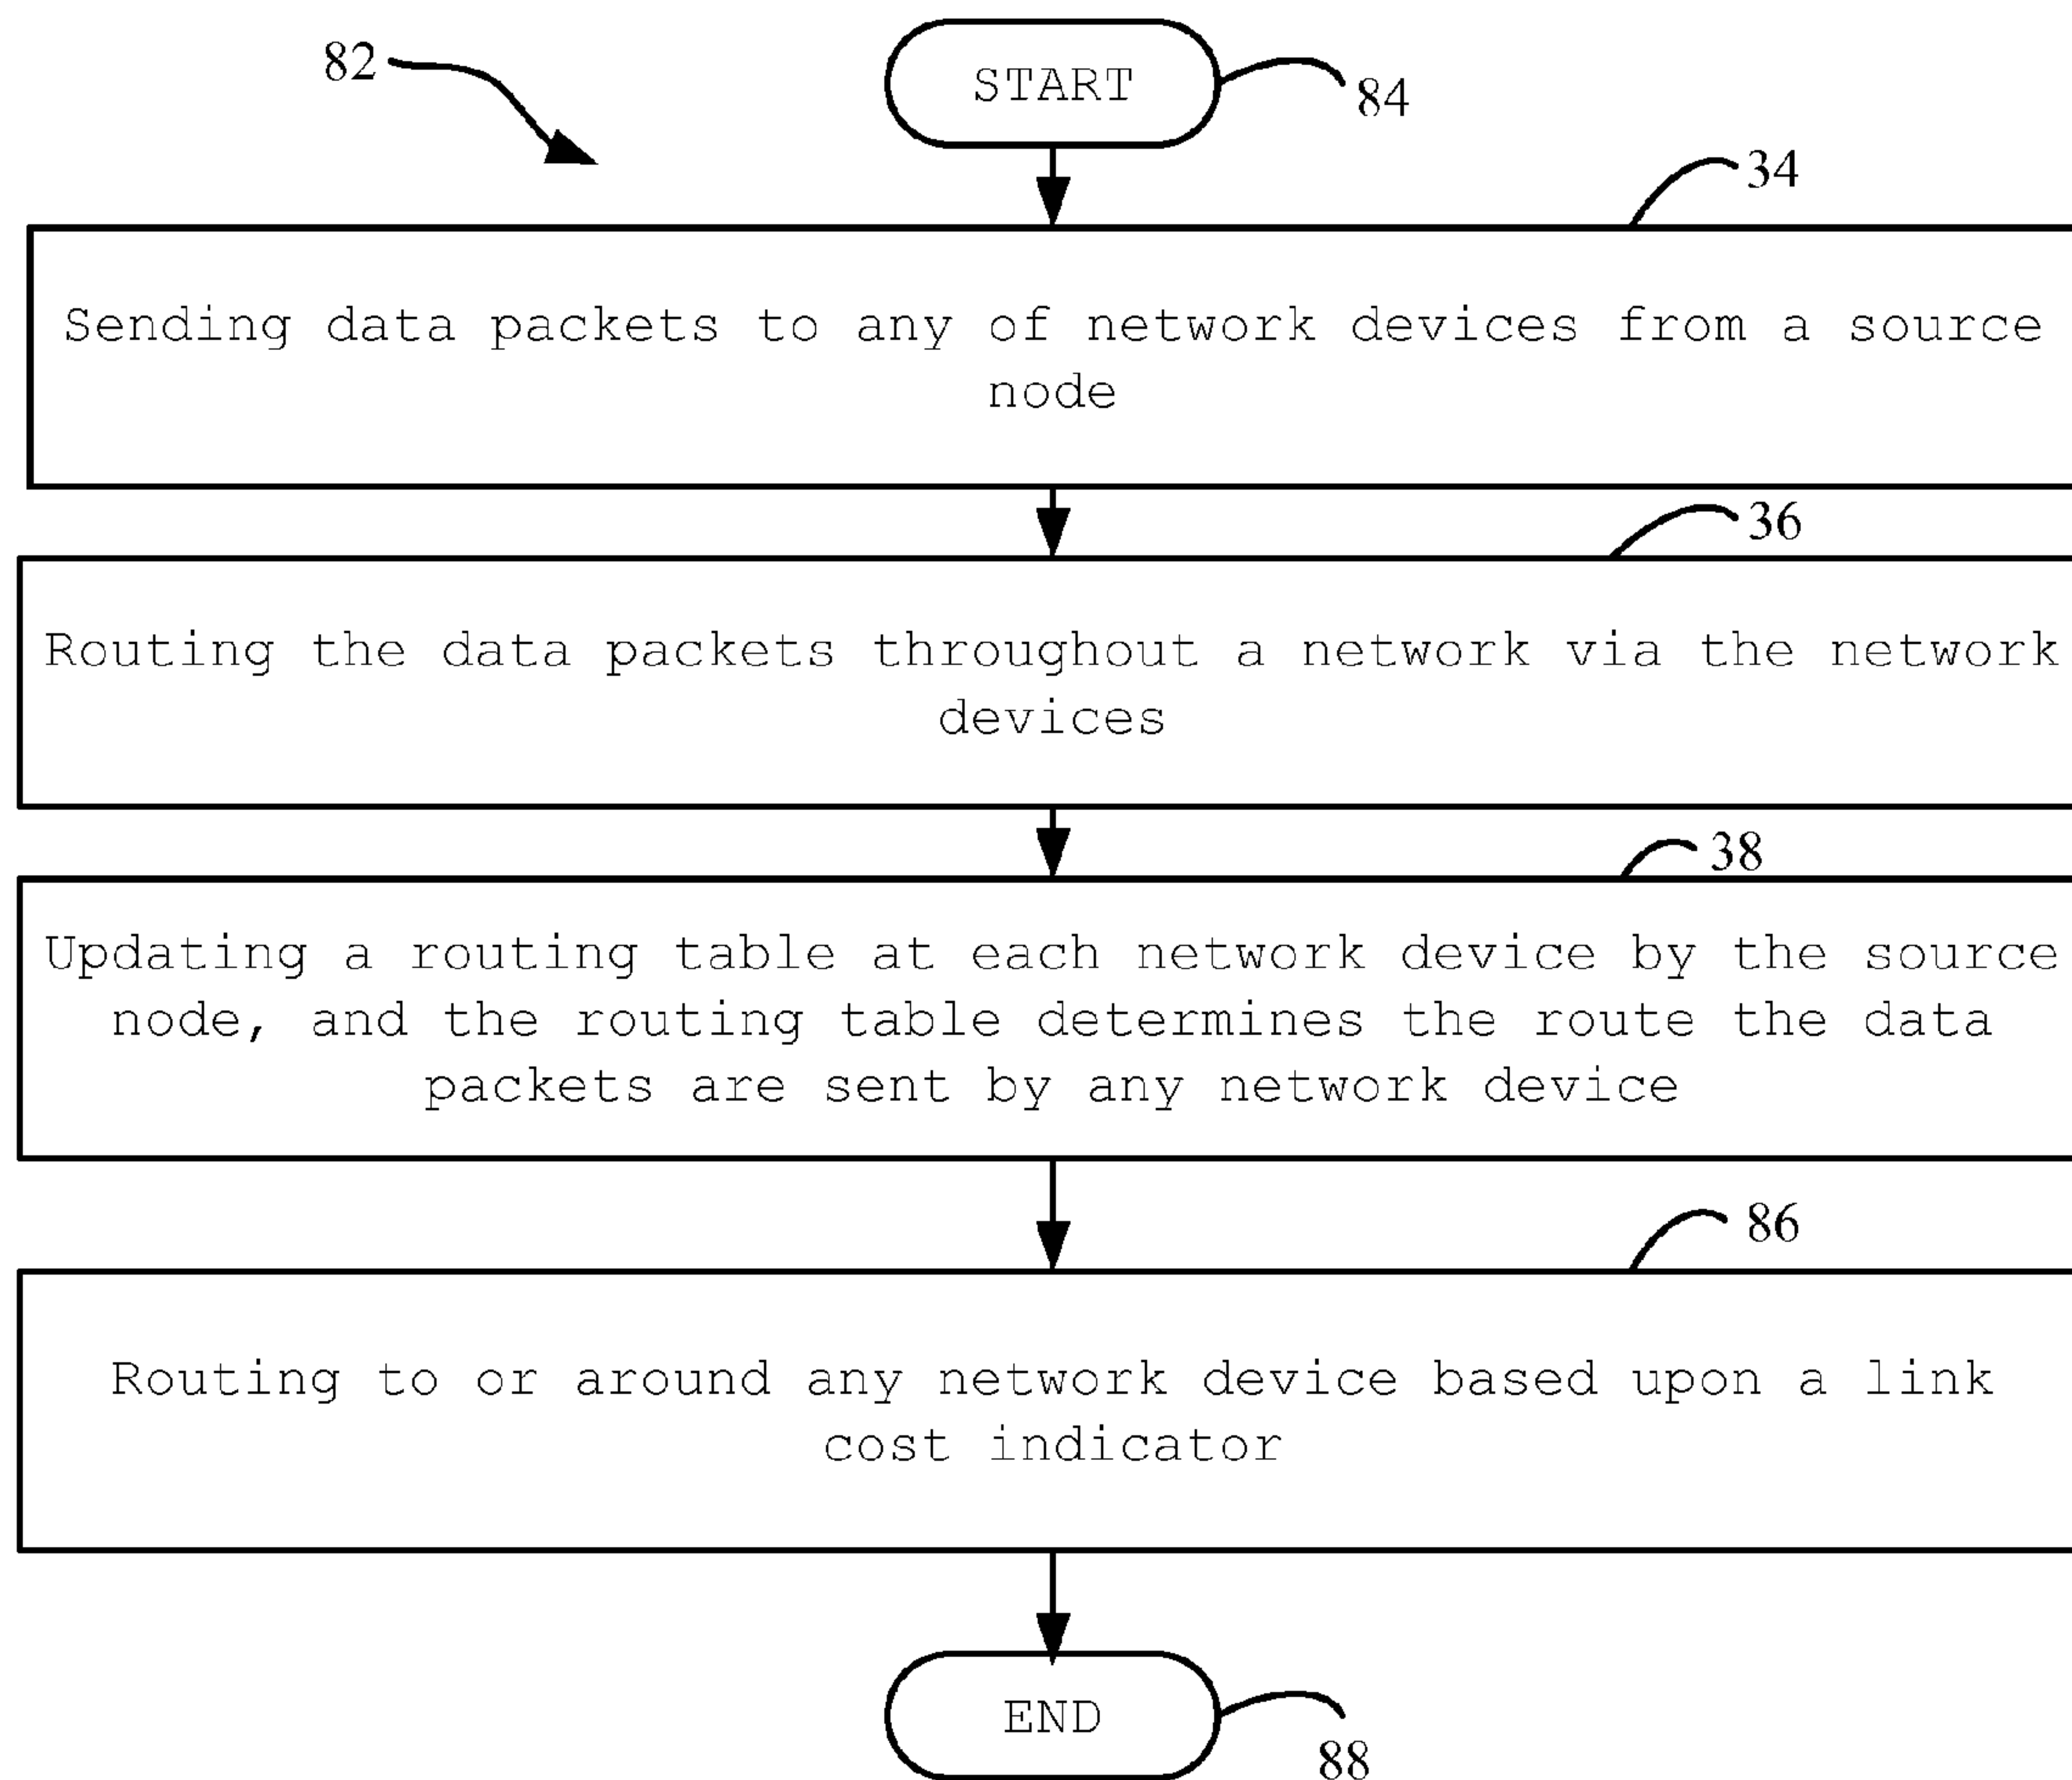 82
START
84
34
Sending data packets to any of network devices from a source
node
36
Routing the data packets throughout a network via the network
devices
38
Updating a routing table at each network device by the source
node, and the routing table determines the route the data
packets are sent by any network device
86
Routing to or around any network device based upon a link
cost indicator
END
88